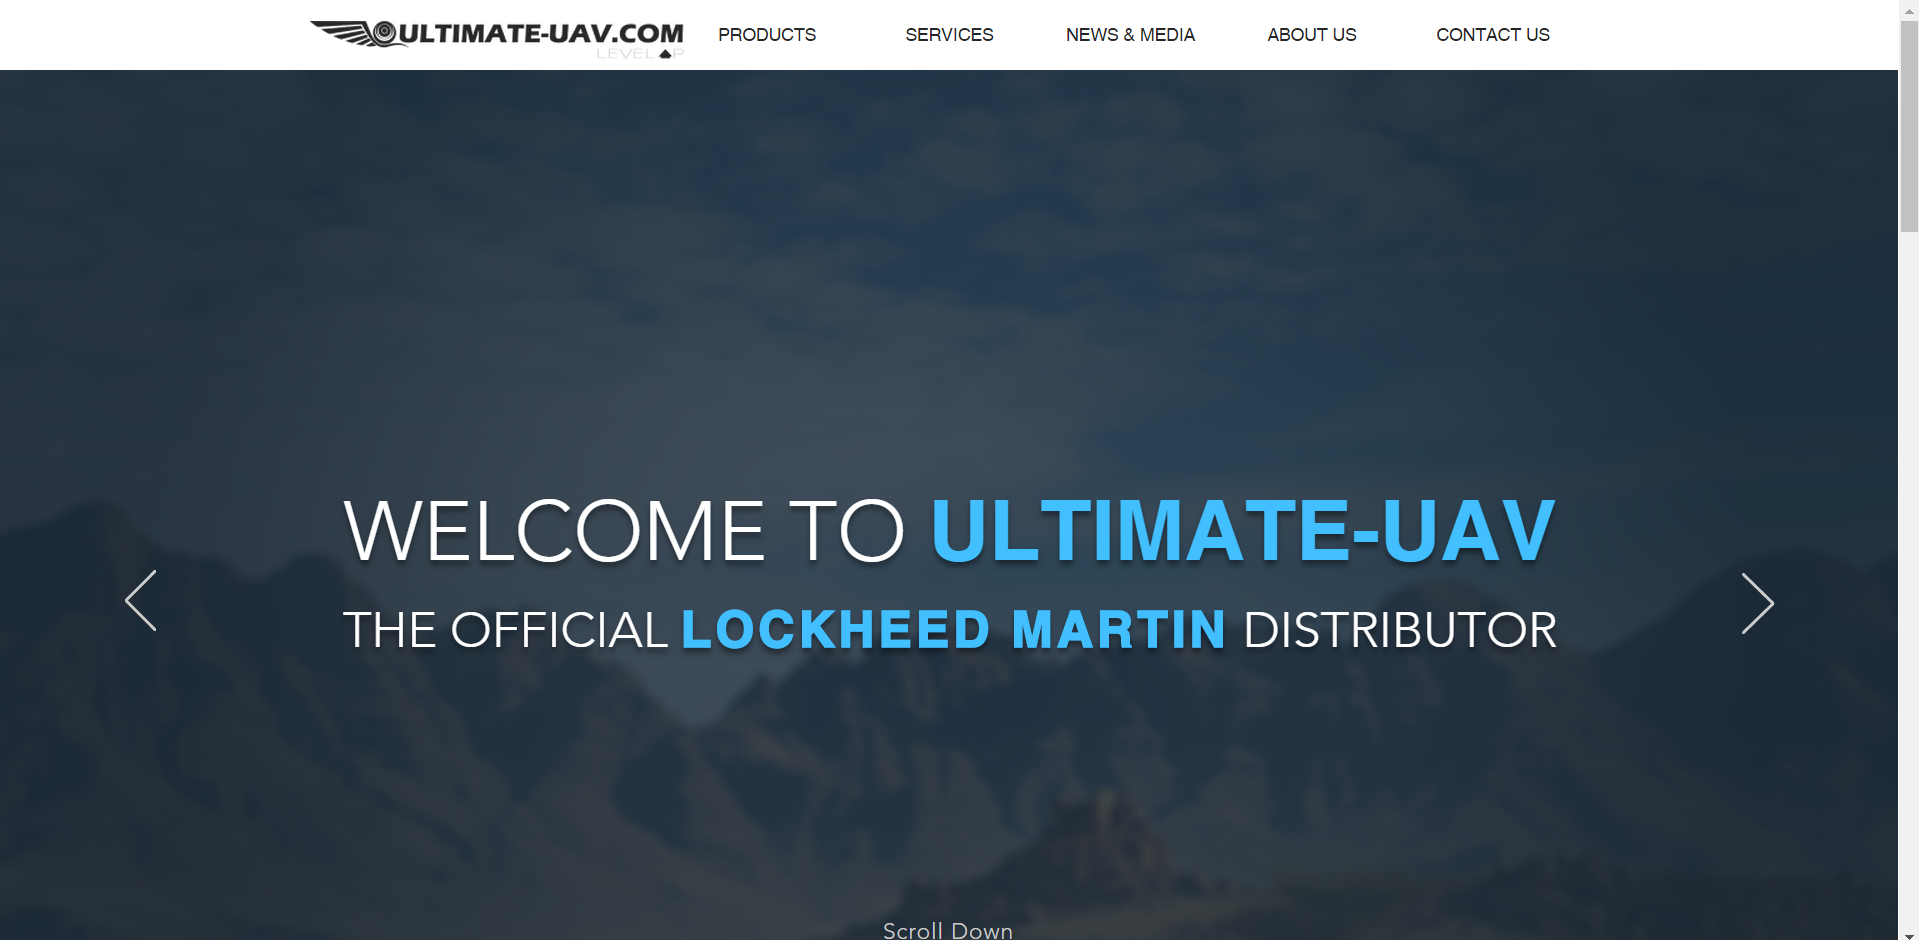 ULTIMATE-UAV.COM
LEVEL UP
PRODUCTS
SERVICES
NEWS & MEDIA
ABOUT US
CONTACT US
WELCOME TO ULTIMATE-UAV
THE OFFICIAL LOCKHEED MARTIN DISTRIBUTOR
Scroll Down